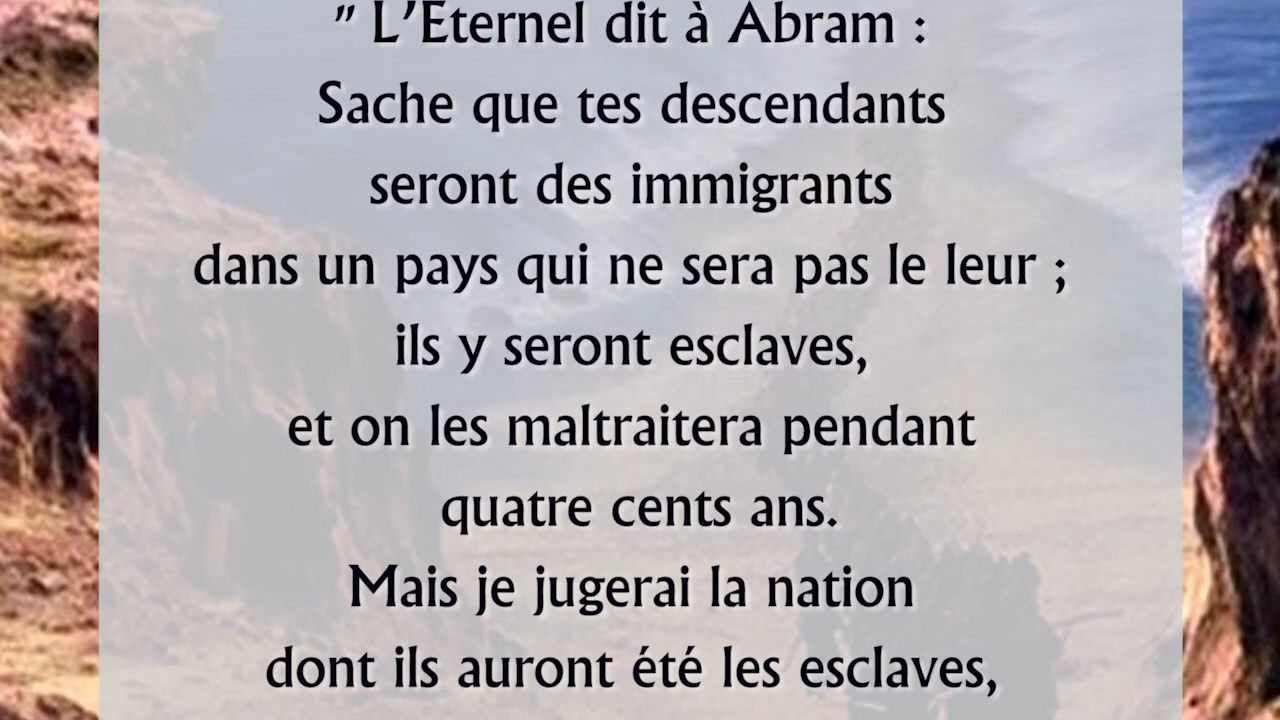 " L'Eternel dit à Abram :
Sache que tes descendants
seront des immigrants
dans un pays qui ne sera pas le leur ;
ils y seront esclaves,
et on les maltraitera pendant
quatre cents ans.
Mais je jugerai la nation
dont ils auront été les esclaves,